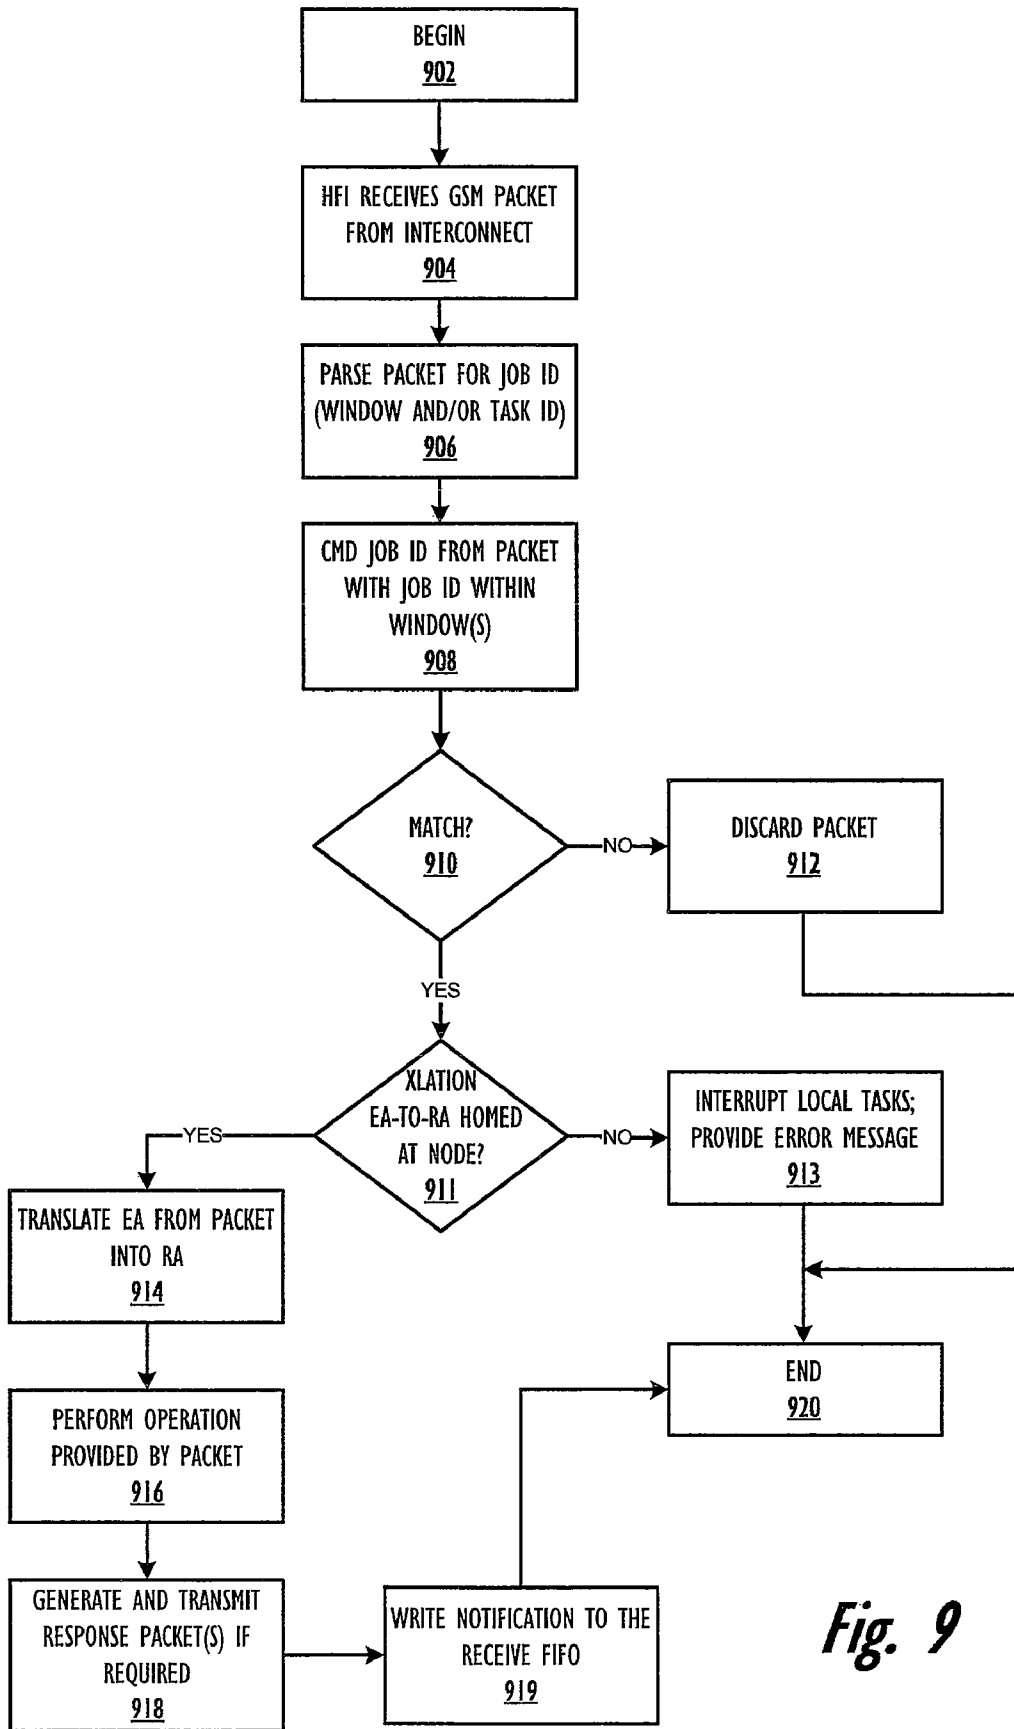 BEGIN
902
HFI RECEIVES GSM PACKET
FROM INTERCONNECT
904
PARSE PACKET FOR JOB ID
(WINDOW AND/OR TASK ID)
906
CMD JOB ID FROM PACKET
WITH JOB ID WITHIN
WINDOW(S)
908
MATCH?
910
NO
DISCARD PACKET
912
YES
XLATION
EA-TO-RA HOMED
AT NODE?
911
YES
NO
INTERRUPT LOCAL TASKS;
PROVIDE ERROR MESSAGE
913
TRANSLATE EA FROM PACKET
INTO RA
914
END
920
PERFORM OPERATION
PROVIDED BY PACKET
916
GENERATE AND TRANSMIT
RESPONSE PACKET(S) IF
REQUIRED
918
WRITE NOTIFICATION TO THE
RECEIVE FIFO
919
Fig. 9